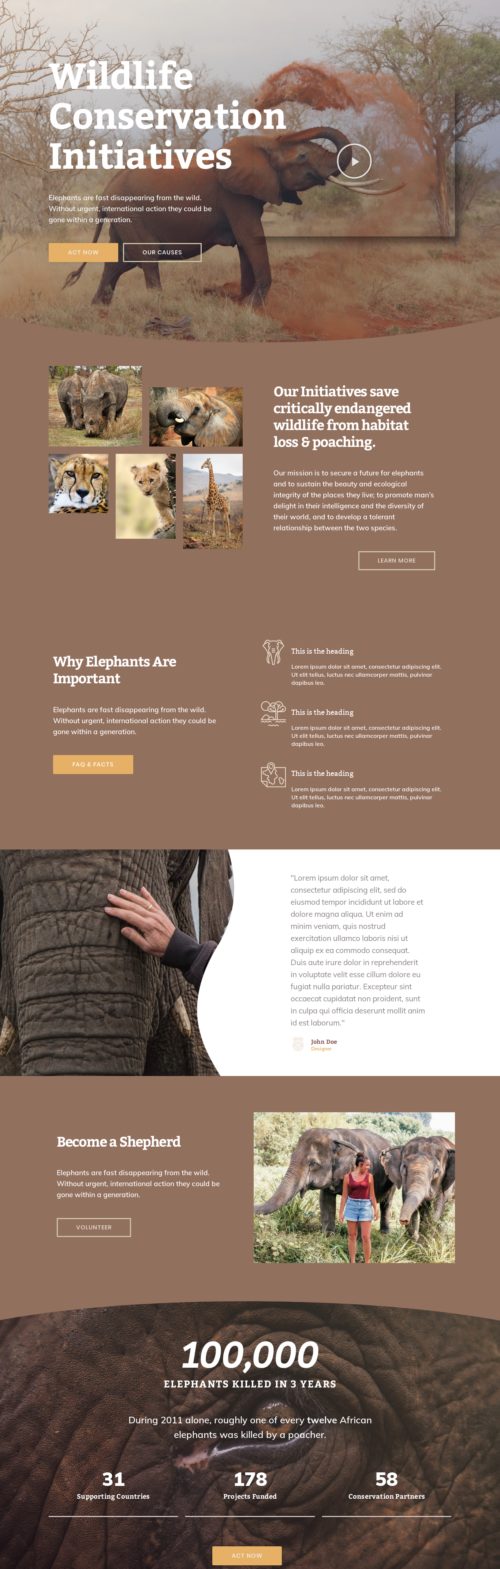 Wildlife
Conservation
Initiatives
Elephants are fast disappearing from the wild.
Without urgent, international action they could be
gone within a generation.
ACT NOW
OUR CAUSES
Our Initiatives save
critically endangered
wildlife from habitat
loss & poaching.
Our mission is to secure a future for elephants
and to sustain the beauty and ecological
integrity of the places they live; to promote man's
delight in their intelligence and the diversity of
their world, and to develop a tolerant
relationship between the two species.
LEARN MORE
Why Elephants Are
Important
Elephants are fast disappearing from the wild.
Without urgent, international action they could be
gone within a generation.
FAQ & FACTS
This is the heading
Lorem ipsum dolor sit amet, consectetur adipiscing elit.
Ut elit tellus, luctus nec ullamcorper mattis, pulvinar
dapibus leo.
This is the heading
Lorem ipsum dolor sit amet, consectetur adipiscing elit.
Ut elit tellus, luctus nec ullamcorper mattis, pulvinar
dapibus leo.
This is the heading
Lorem ipsum dolor sit amet, consectetur adipiscing elit.
Ut elit tellus, luctus nec ullamcorper mattis, pulvinar
dapibus leo.
"Lorem ipsum dolor sit amet,
consectetur adipiscing elit, sed do
eiusmod tempor incididunt ut labore et
dolore magna aliqua. Ut enim ad
minim veniam, quis nostrud
exercitation ullamco laboris nisi ut
aliquip ex ea commodo consequat.
Duis aute irure dolor in reprehenderit
in voluptate velit esse cillum dolore eu
fugiat nulla pariatur. Excepteur sint
occaecat cupidatat non proident, sunt
in culpa qui officia deserunt mollit anim
id est laborum."
John Doe
Designer
Become a Shepherd
Elephants are fast disappearing from the wild.
Without urgent, international action they could be
gone within a generation.
VOLUNTEER
100,000
ELEPHANTS KILLED IN 3 YEARS
During 2011 alone, roughly one of every twelve African
elephants was killed by a poacher.
31
Supporting Countries
178
Projects Funded
58
Conservation Partners
ACT NOW